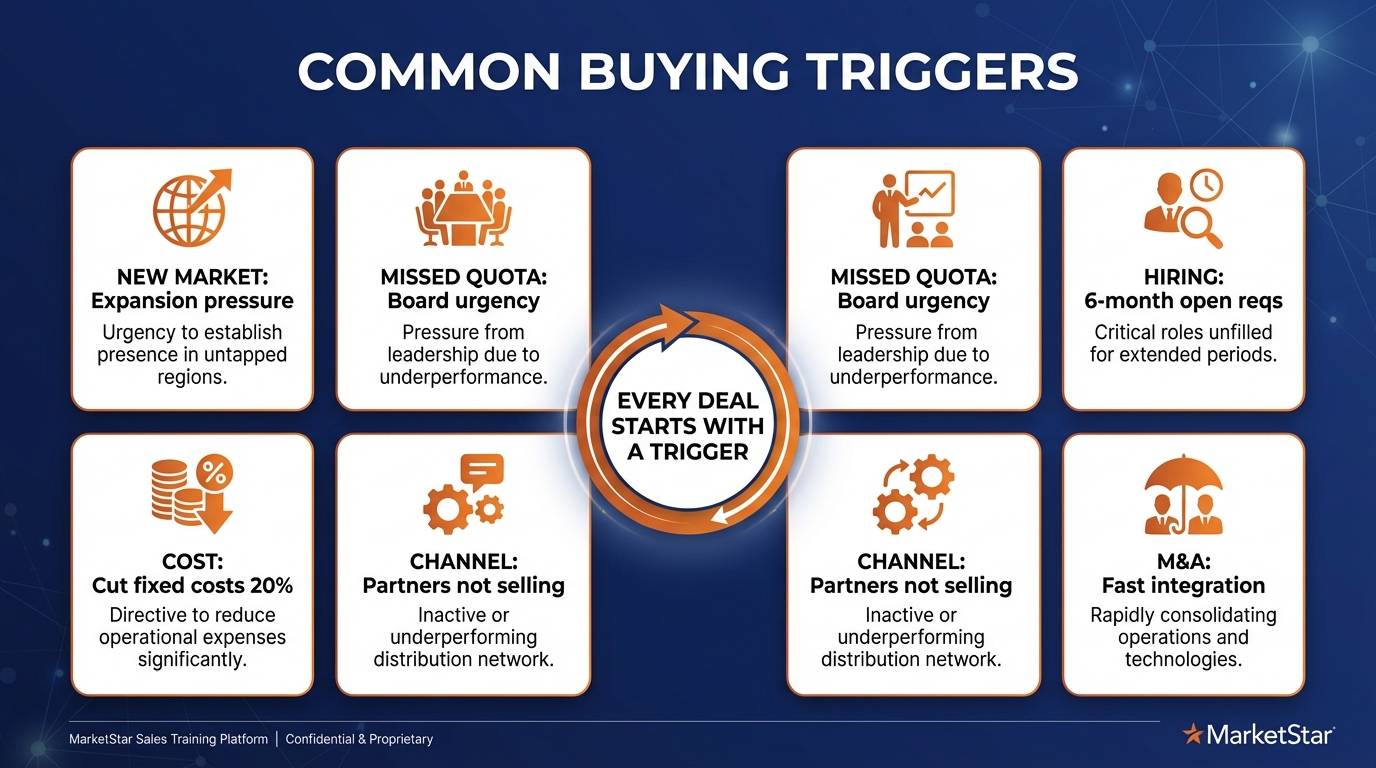 COMMON BUYING TRIGGERS
NEW MARKET:
Expansion pressure
Urgency to establish
presence in untapped
regions.
MISSED QUOTA:
Board urgency
Pressure from
leadership due to
underperformance.
MISSED QUOTA:
Board urgency
Pressure from
leadership due to
underperformance.
HIRING:
6-month open reqs
Critical roles unfilled
for extended periods.
EVERY DEAL
STARTS WITH
A TRIGGER
COST:
Cut fixed costs 20%
Directive to reduce
operational expenses
significantly.
CHANNEL:
Partners not selling
Inactive or
underperforming
distribution network.
CHANNEL:
Partners not selling
Inactive or
underperforming
distribution network.
M&A:
Fast integration
Rapidly consolidating
operations and
technologies.
%
MarketStar Sales Training Platform | Confidential & Proprietary
MarketStar